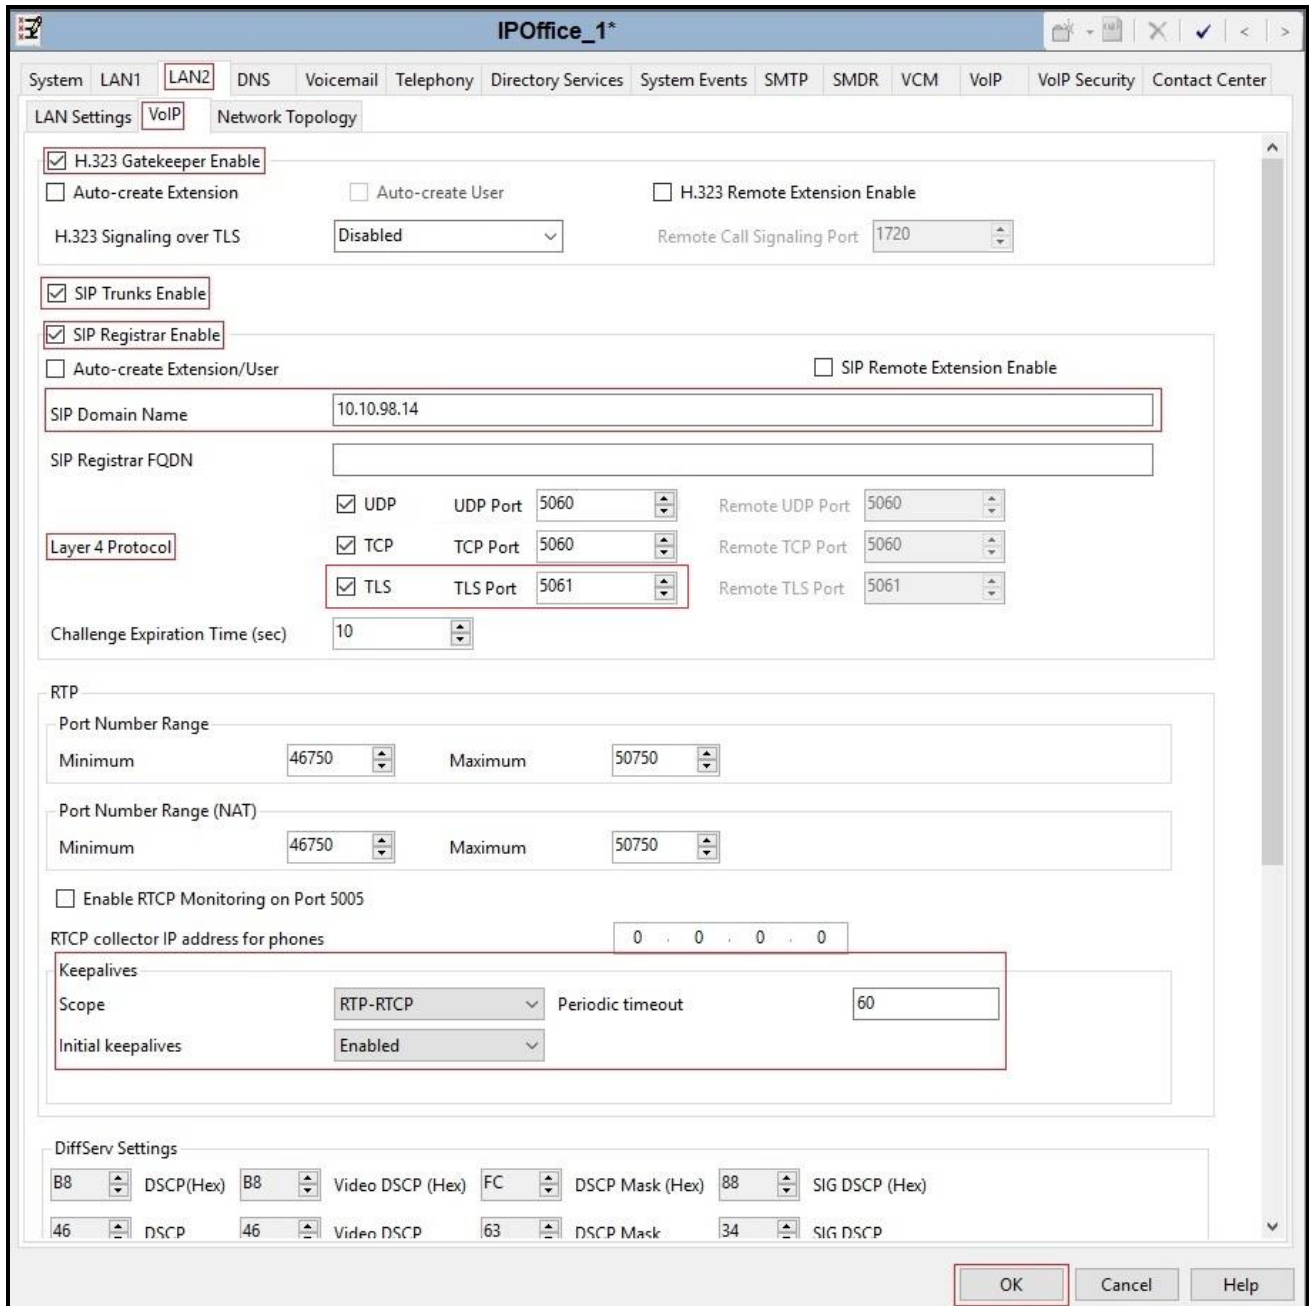 IPOffice_1*
System LAN1 LAN2 DNS Voicemail Telephony Directory Services System Events SMTP SMDR VCM VoIP VoIP Security Contact Center
LAN Settings VoIP Network Topology
H.323 Gatekeeper Enable
Auto-create Extension Auto-create User H.323 Remote Extension Enable
H.323 Signaling over TLS Disabled Remote Call Signaling Port 1720
SIP Trunks Enable
SIP Registrar Enable
Auto-create Extension/User SIP Remote Extension Enable
SIP Domain Name 10.10.98.14
SIP Registrar FQDN
UDP UDP Port 5060 Remote UDP Port 5060
Layer 4 Protocol TCP TCP Port 5060 Remote TCP Port 5060
TLS TLS Port 5061 Remote TLS Port 5061
Challenge Expiration Time (sec) 10
RTP
Port Number Range
Minimum 46750 Maximum 50750
Port Number Range (NAT)
Minimum 46750 Maximum 50750
Enable RTCP Monitoring on Port 5005
RTCP collector IP address for phones 0 . 0 . 0 . 0
Keepalives
Scope RTP-RTCP Periodic timeout 60
Initial keepalives Enabled
DiffServ Settings
B8 DSCP(Hex) B8 Video DSCP (Hex) FC DSCP Mask (Hex) 88 SIG DSCP (Hex)
46 DSCP 46 Video DSCP 63 DSCP Mask 34 SIG DSCP
OK Cancel Help